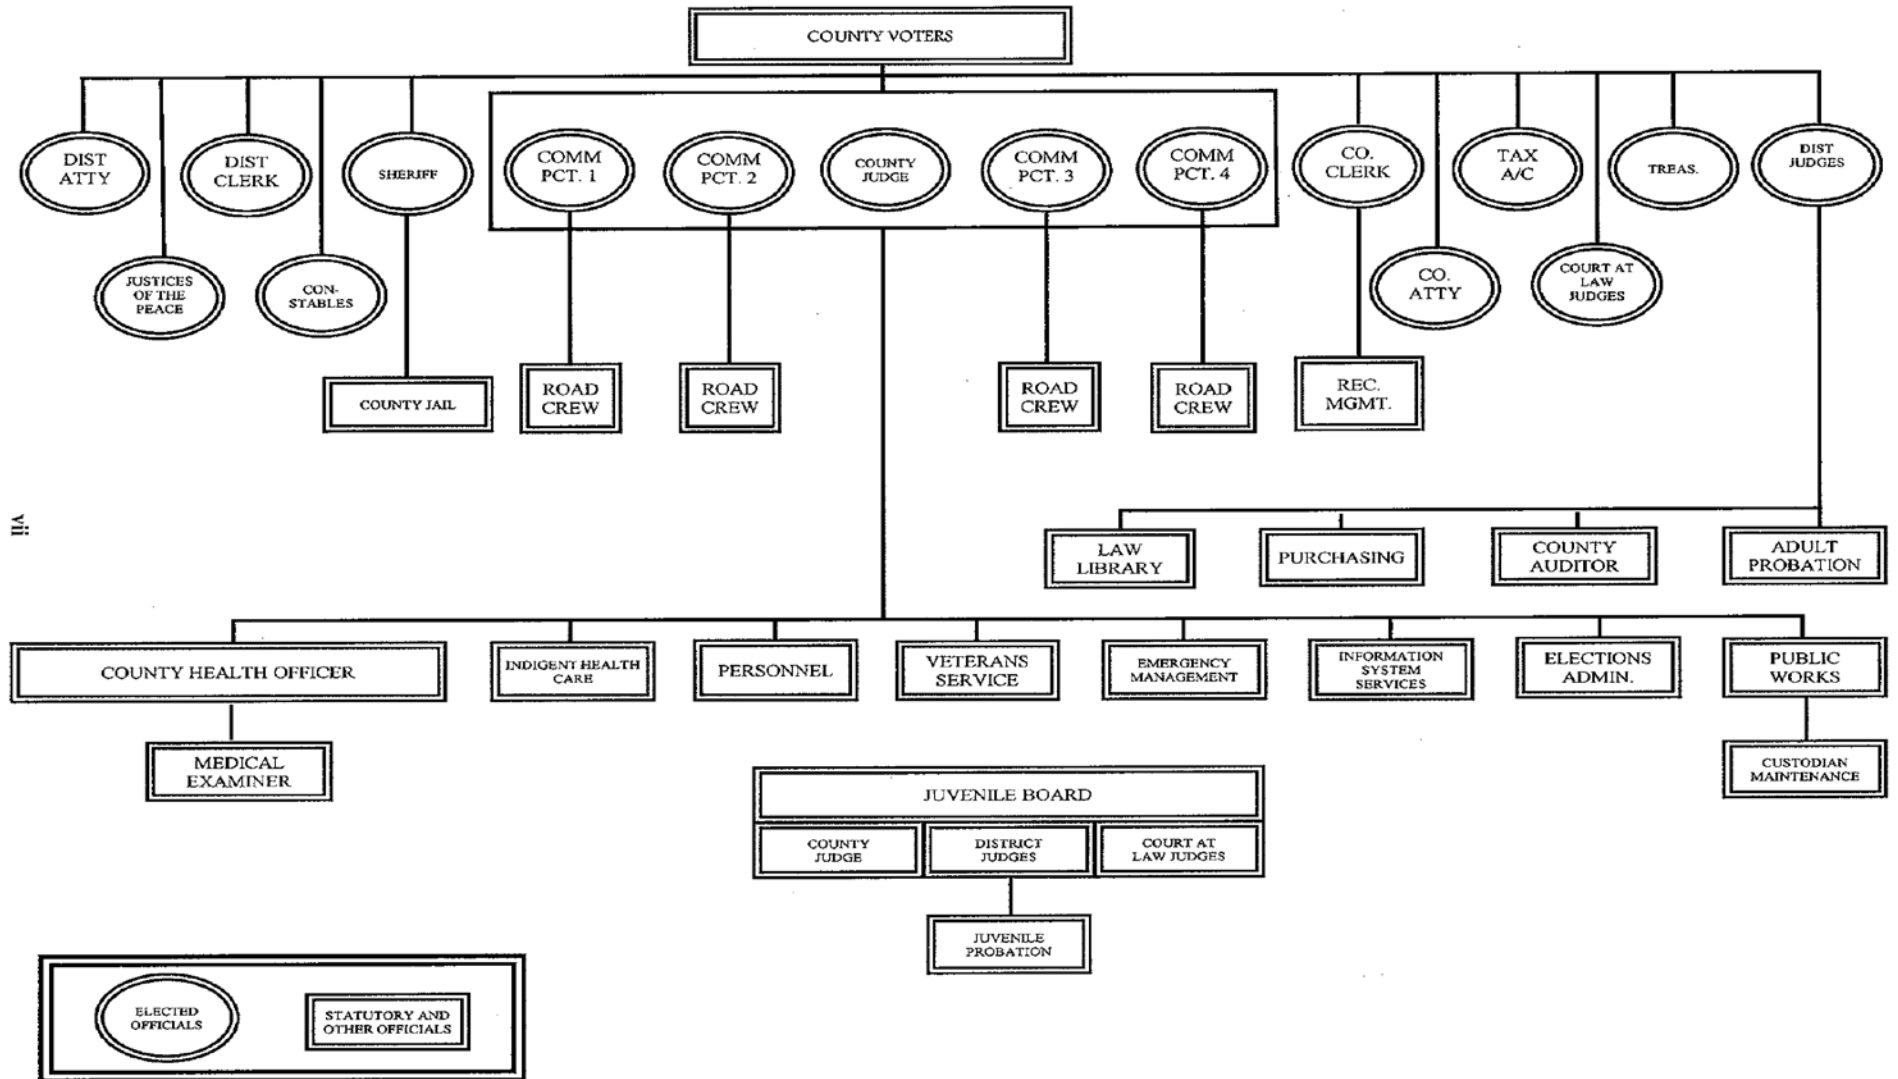 COUNTY VOTERS
DIST
ATTY
DIST
CLERK
SHERIFF
COMM
PCT. 1
COMM
PCT. 2
COUNTY
JUDGE
COMM
PCT. 3
COMM
PCT. 4
CO.
CLERK
TAX
A/C
TREAS.
DIST
JUDGES
JUSTICES
OF THE
PEACE
CON-
STABLES
CO.
ATTY
COURT AT
LAW
JUDGES
COUNTY JAIL
ROAD
CREW
ROAD
CREW
ROAD
CREW
ROAD
CREW
REC.
MGMT.
vii
LAW
LIBRARY
PURCHASING
COUNTY
AUDITOR
ADULT
PROBATION
COUNTY HEALTH OFFICER
INDIGENT HEALTH
CARE
PERSONNEL
VETERANS
SERVICE
EMERGENCY
MANAGEMENT
INFORMATION
SYSTEM
SERVICES
ELECTIONS
ADMIN.
PUBLIC
WORKS
MEDICAL
EXAMINER
CUSTODIAN
MAINTENANCE
JUVENILE BOARD
COUNTY
JUDGE
DISTRICT
JUDGES
COURT AT
LAW JUDGES
JUVENILE
PROBATION
ELECTED
OFFICIALS
STATUTORY AND
OTHER OFFICIALS